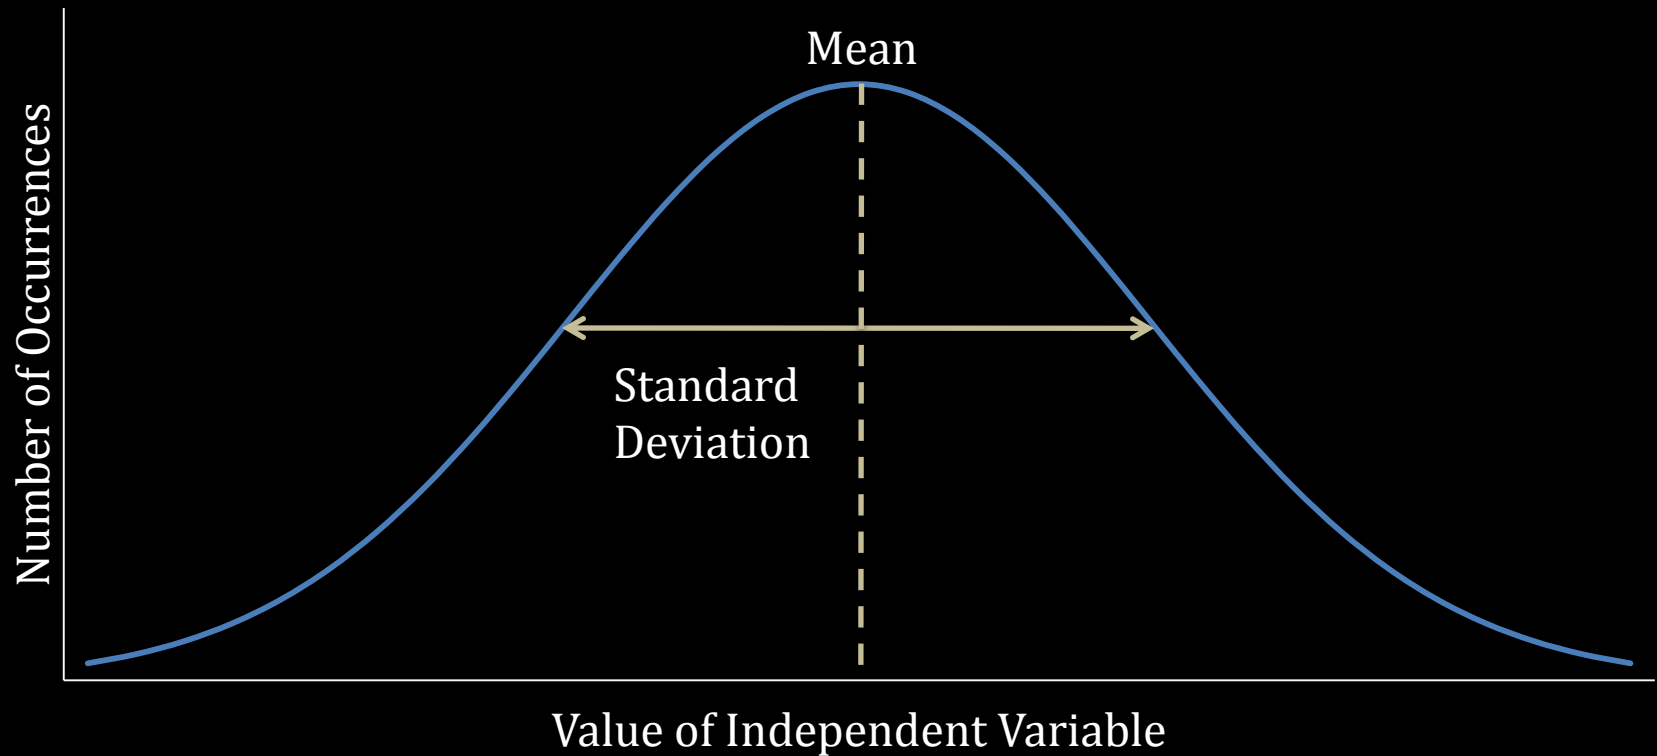 Mean
Number of Occurrences
Standard
Deviation
Value of Independent Variable